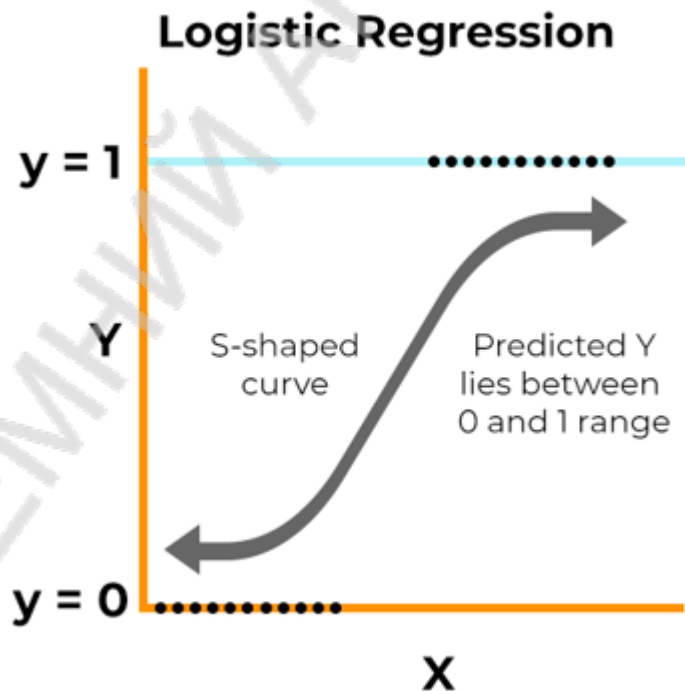 Logistic Regression
y = 1
Y
S-shaped
curve
Predicted Y
lies between
0 and 1 range
y = 0
X